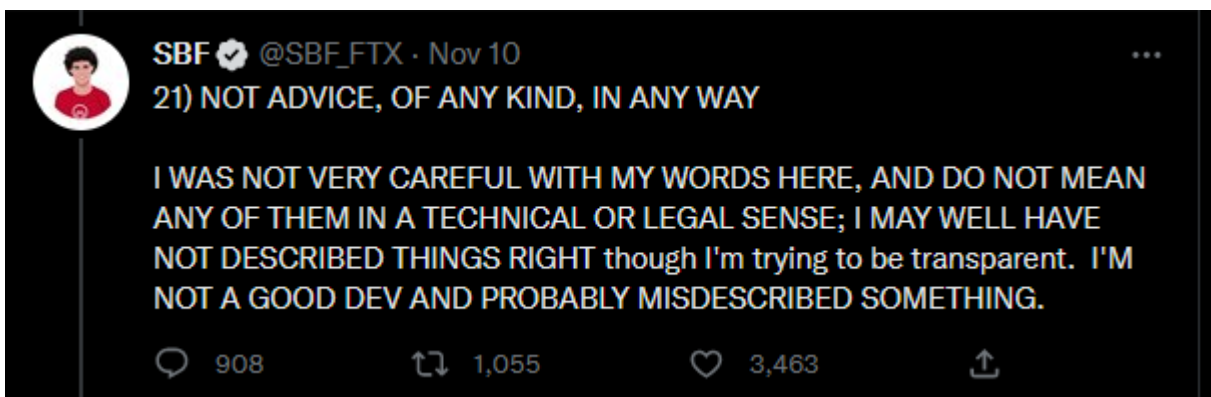 SBF @SBF_FTX · Nov 10
21) NOT ADVICE, OF ANY KIND, IN ANY WAY
I WAS NOT VERY CAREFUL WITH MY WORDS HERE, AND DO NOT MEAN
ANY OF THEM IN A TECHNICAL OR LEGAL SENSE; I MAY WELL HAVE
NOT DESCRIBED THINGS RIGHT though I'm trying to be transparent.  I'M
NOT A GOOD DEV AND PROBABLY MISDESCRIBED SOMETHING.
908 1,055 3,463